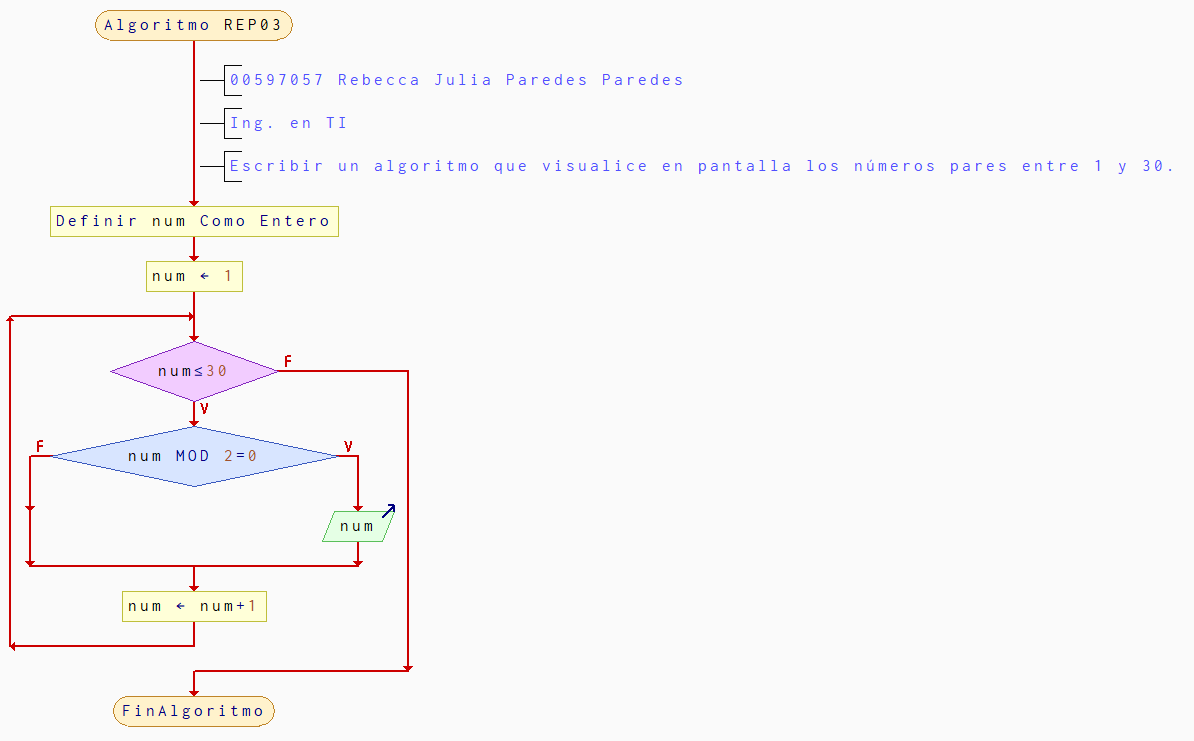 Algoritmo REP03
00597057 Rebecca Julia Paredes Paredes
Ing. en TI
Escribir un algoritmo que visualice en pantalla los números pares entre 1 y 30.
Definir num Como Entero
num ← 1
num≤30
F
V
F
num MOD 2=0
V
num
num ← num+1
FinAlgoritmo